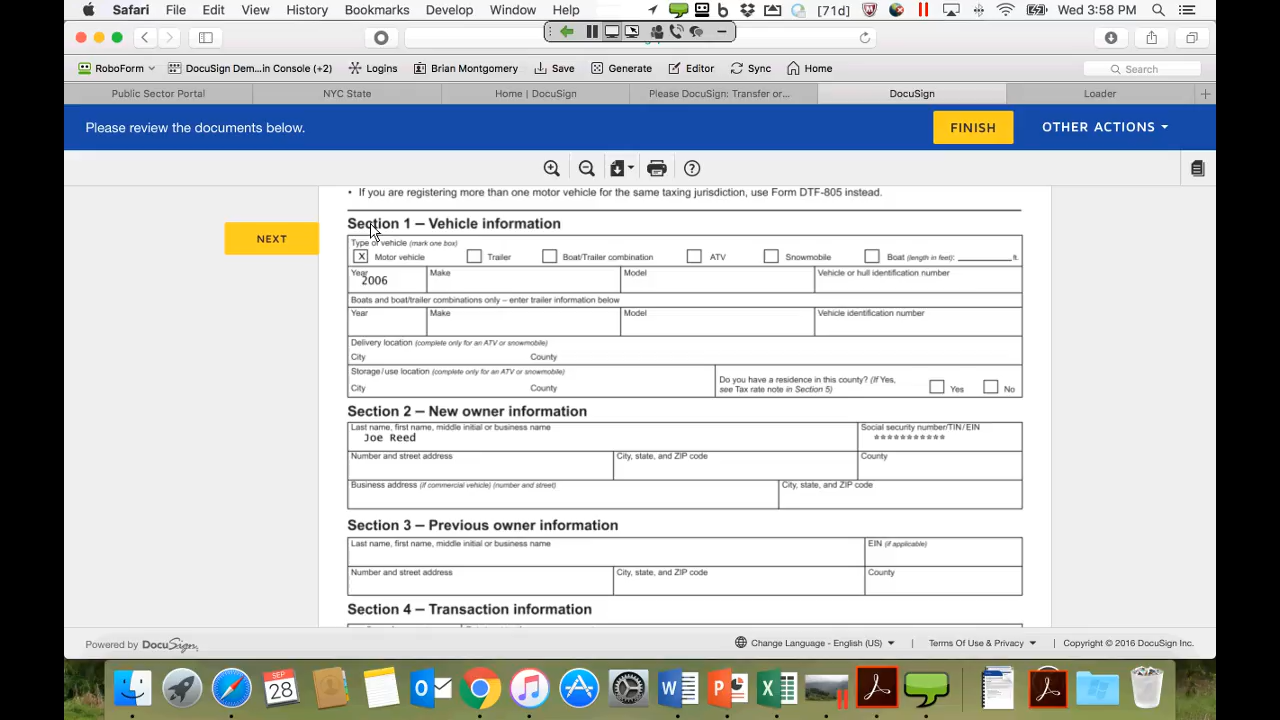 Safari File Edit View History Bookmarks Develop Window Help [71d] Wed 3:58 PM
RoboForm DocuSign Dem...in Console (+2) Logins Brian Montgomery Save Generate Editor Sync Home Search
Public Sector Portal NYC State Home | DocuSign Please DocuSign: Transfer or... DocuSign Loader
Please review the documents below. FINISH OTHER ACTIONS
• If you are registering more than one motor vehicle for the same taxing jurisdiction, use Form DTF-805 instead.
NEXT
Section 1 – Vehicle information
Type of vehicle (mark one box)
X Motor vehicle Trailer Boat/Trailer combination ATV Snowmobile Boat (length in feet): ft.
Year Make Model Vehicle or hull identification number
2006
Boats and boat/trailer combinations only – enter trailer information below
Year Make Model Vehicle identification number
Delivery location (complete only for an ATV or snowmobile)
City County
Storage/use location (complete only for an ATV or snowmobile)
City County
Do you have a residence in this county? (If Yes,
see Tax rate note in Section 5) Yes No
Section 2 – New owner information
Last name, first name, middle initial or business name Social security number/TIN/EIN
Joe Reed ***********
Number and street address City, state, and ZIP code County
Business address (if commercial vehicle) (number and street) City, state, and ZIP code
Section 3 – Previous owner information
Last name, first name, middle initial or business name EIN (if applicable)
Number and street address City, state, and ZIP code County
Section 4 – Transaction information
Powered by DocuSign Change Language - English (US) | Terms Of Use & Privacy | Copyright © 2016 DocuSign Inc.
SEP
28